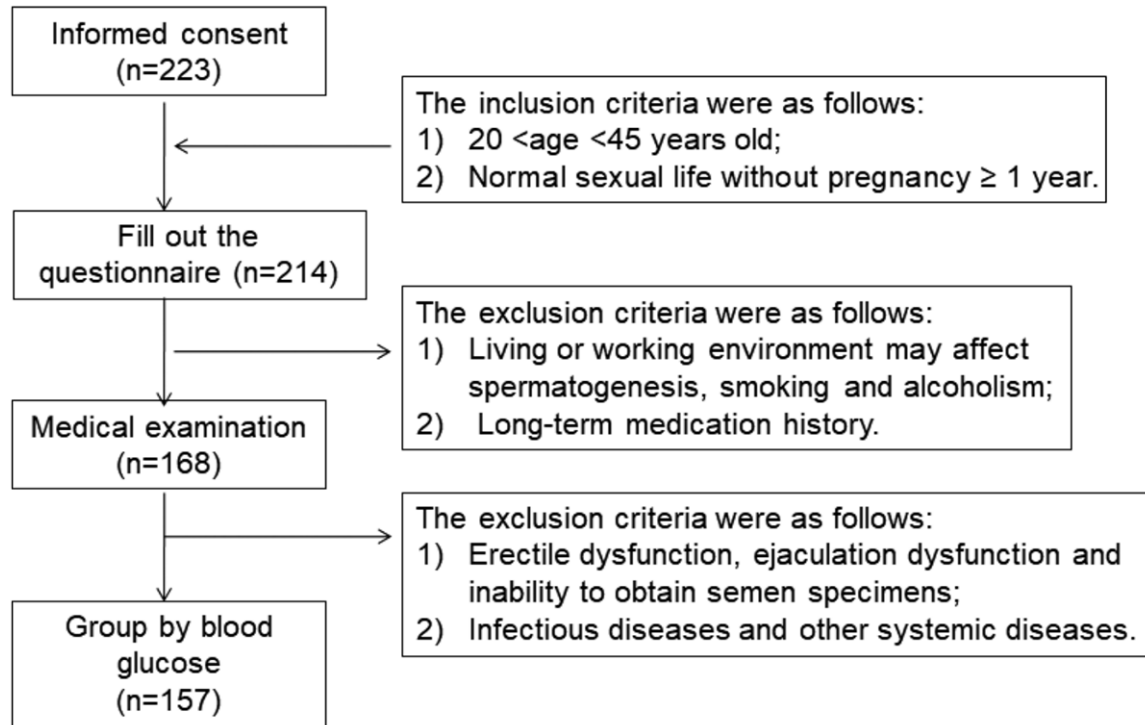 Informed consent
(n=223)
The inclusion criteria were as follows:
1) 20 <age <45 years old;
2) Normal sexual life without pregnancy ≥ 1 year.
Fill out the
questionnaire (n=214)
The exclusion criteria were as follows:
1) Living or working environment may affect
spermatogenesis, smoking and alcoholism;
2) Long-term medication history.
Medical examination
(n=168)
The exclusion criteria were as follows:
1) Erectile dysfunction, ejaculation dysfunction and
inability to obtain semen specimens;
2) Infectious diseases and other systemic diseases.
Group by blood
glucose
(n=157)